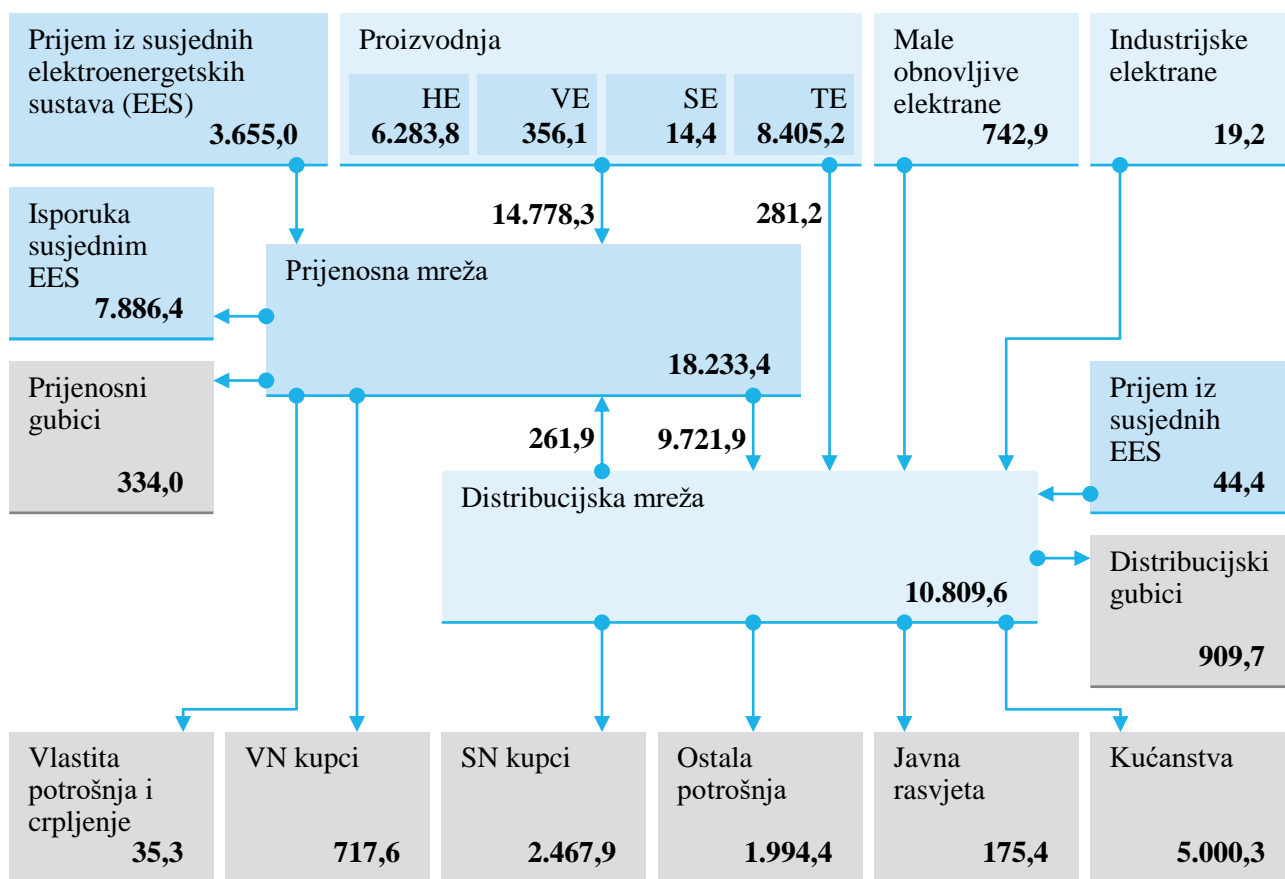 Prijem iz susjednih
elektroenergetskih
sustava (EES)
3.655,0
Proizvodnja
HE
6.283,8
VE
356,1
SE
14,4
TE
8.405,2
Male
obnovljive
elektrane
742,9
Industrijske
elektrane
19,2
Isporuka
susjednim
EES
7.886,4
14.778,3
281,2
Prijenosna mreža
18.233,4
Prijenosni
gubici
334,0
261,9
9.721,9
Prijem iz
susjednih
EES
44,4
Distribucijska mreža
10.809,6
Distribucijski
gubici
909,7
Vlastita
potrošnja i
crpljenje
35,3
VN kupci
717,6
SN kupci
2.467,9
Ostala
potrošnja
1.994,4
Javna
rasvjeta
175,4
Kućanstva
5.000,3